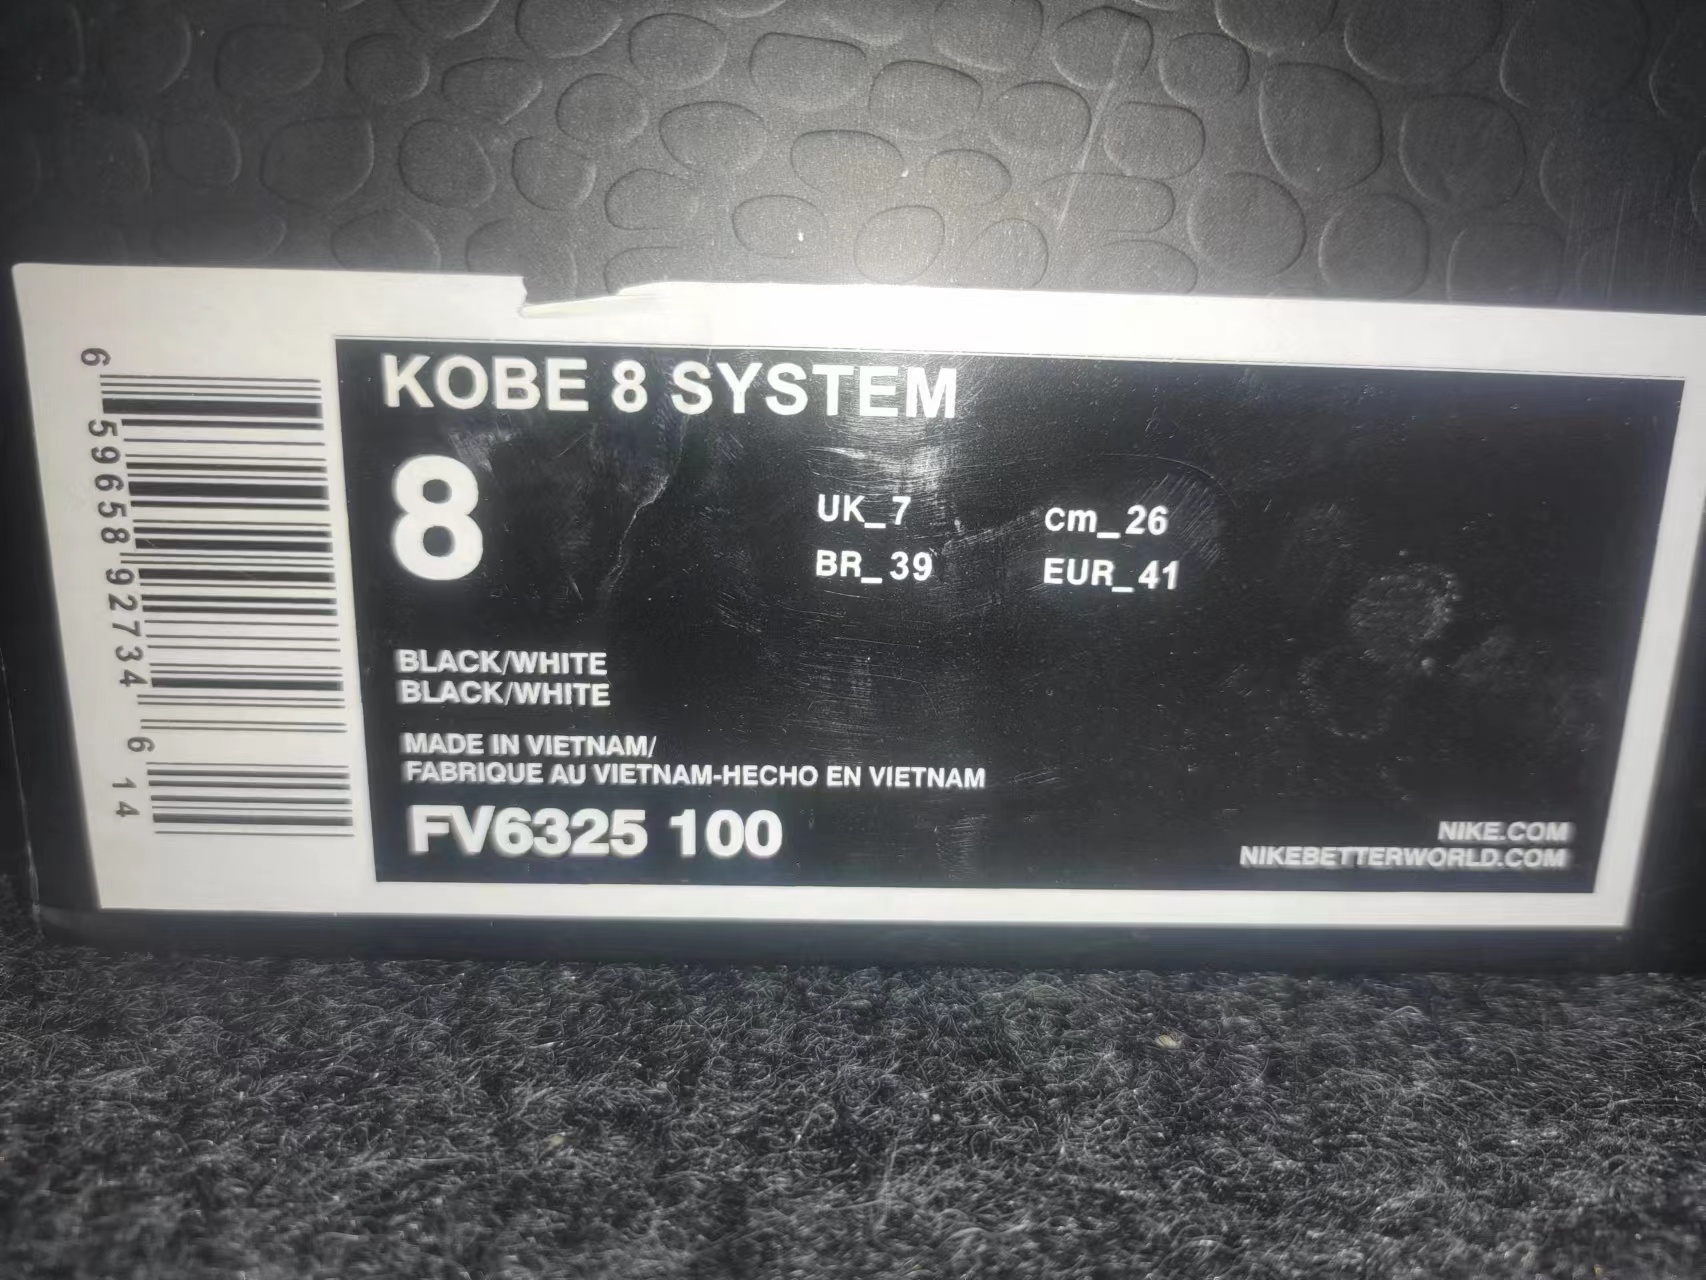 KOBE 8 SYSTEM
8
UK_7
cm_26
BR_39
EUR_41
BLACK/WHITE
BLACK/WHITE
MADE IN VIETNAM/
FABRIQUE AU VIETNAM-HECHO EN VIETNAM
FV6325 100
NIKE.COM
NIKEBETTERWORLD.COM
6 59658 92734 6 14